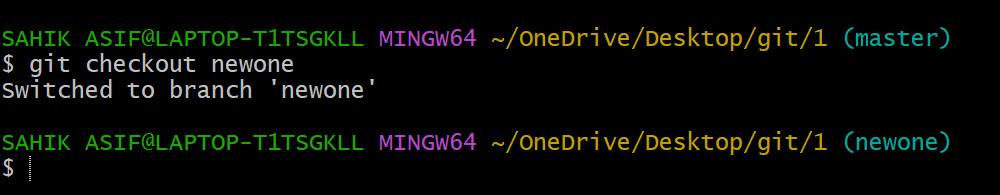 SAHIK ASIF@LAPTOP-T1TSGKLL MINGW64 ~/OneDrive/Desktop/git/1 (master)
$ git checkout newone
Switched to branch 'newone'
SAHIK ASIF@LAPTOP-T1TSGKLL MINGW64 ~/OneDrive/Desktop/git/1 (newone)
$